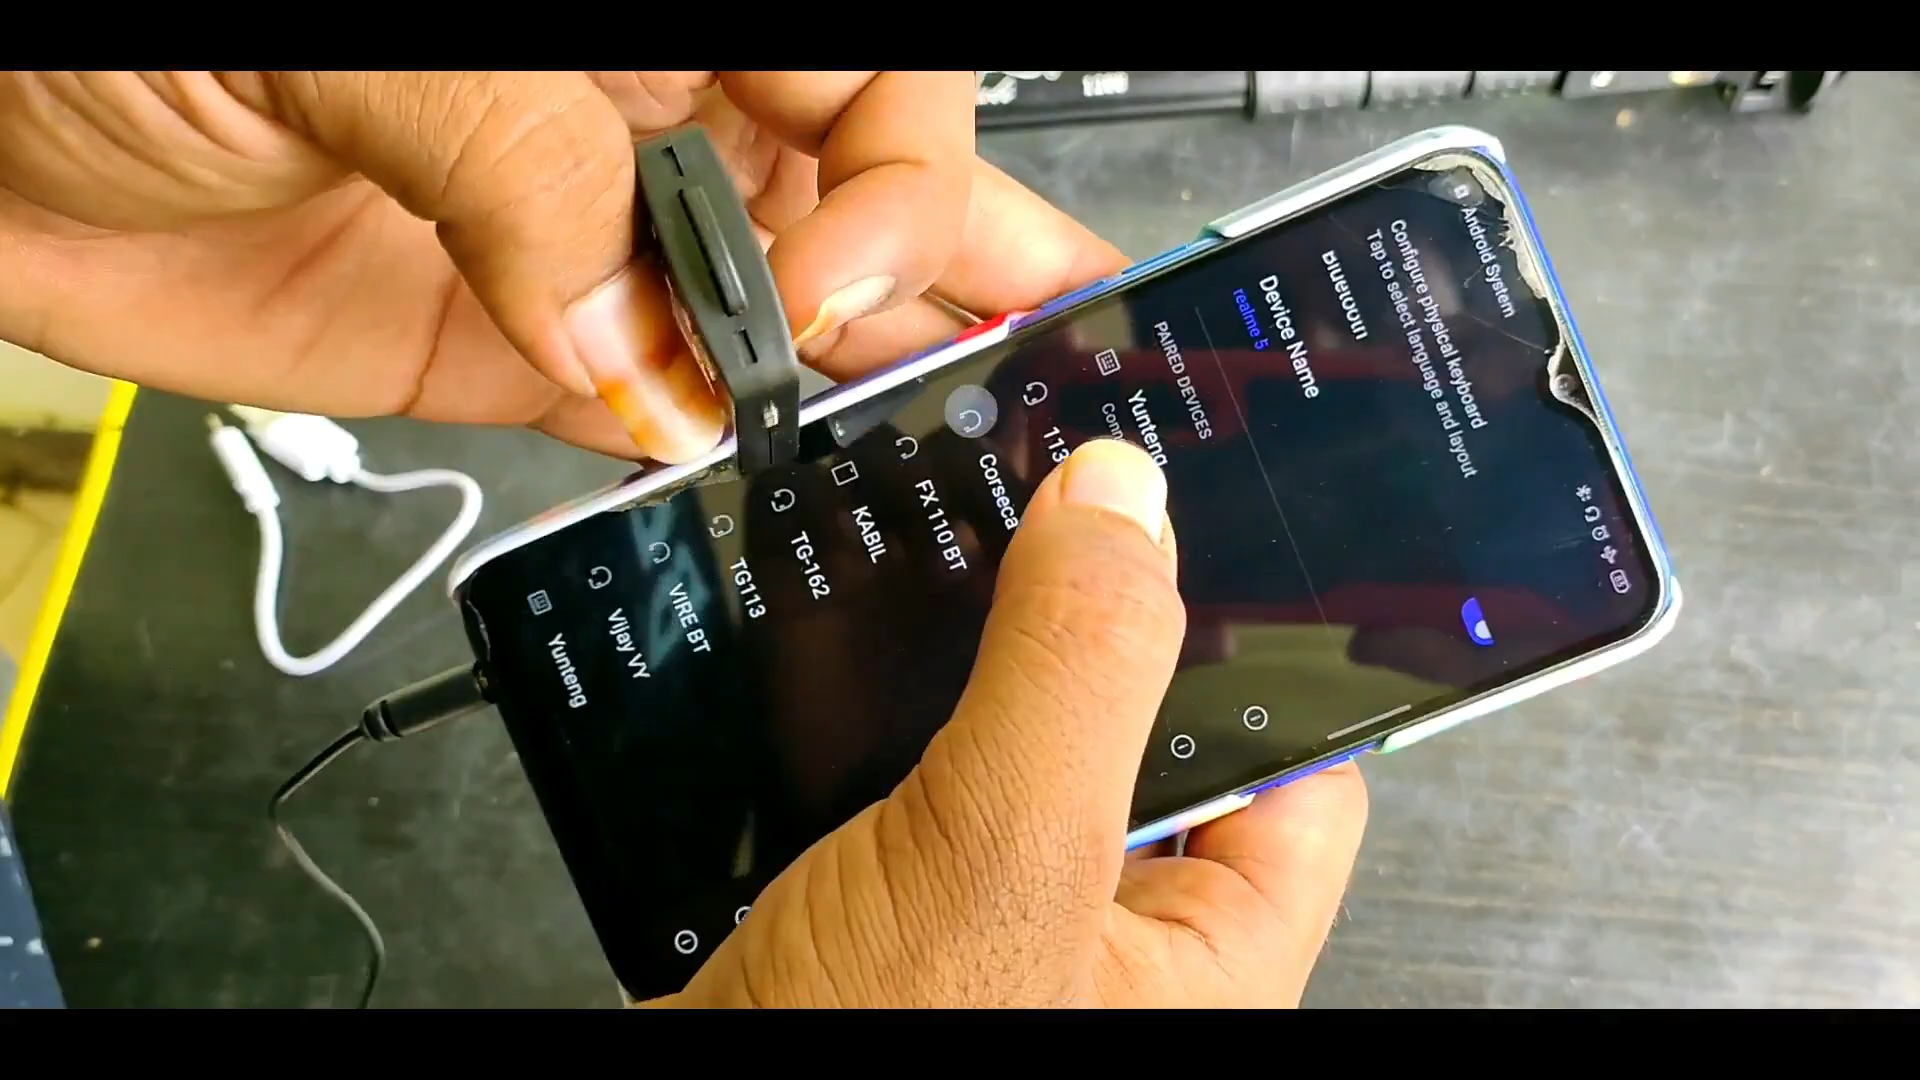 Android System
Configure physical keyboard
Tap to select language and layout
83
Bluetooth
Device Name
realme 5
PAIRED DEVICES
Yunteng
113
Corseca
FX 110 BT
KABIL
TG-162
TG113
VIRE BT
Vijay VY
Yunteng